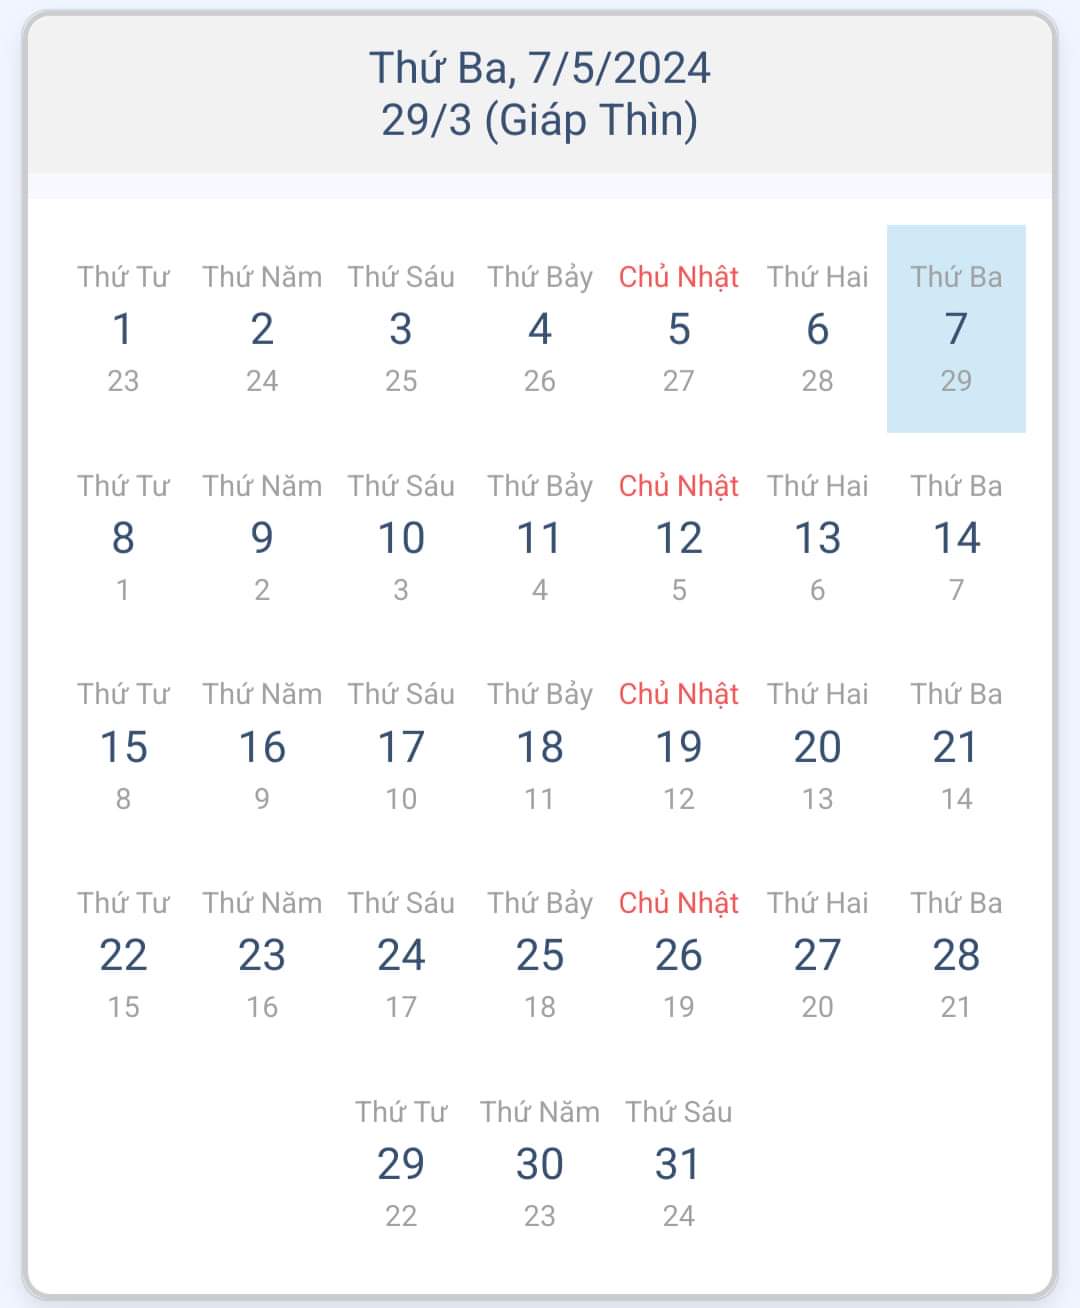 Thứ Ba, 7/5/2024
29/3 (Giáp Thìn)
Thứ Tư Thứ Năm Thứ Sáu Thứ Bảy Chủ Nhật Thứ Hai Thứ Ba
1 2 3 4 5 6 7
23 24 25 26 27 28 29
Thứ Tư Thứ Năm Thứ Sáu Thứ Bảy Chủ Nhật Thứ Hai Thứ Ba
8 9 10 11 12 13 14
1 2 3 4 5 6 7
Thứ Tư Thứ Năm Thứ Sáu Thứ Bảy Chủ Nhật Thứ Hai Thứ Ba
15 16 17 18 19 20 21
8 9 10 11 12 13 14
Thứ Tư Thứ Năm Thứ Sáu Thứ Bảy Chủ Nhật Thứ Hai Thứ Ba
22 23 24 25 26 27 28
15 16 17 18 19 20 21
Thứ Tư Thứ Năm Thứ Sáu
29 30 31
22 23 24